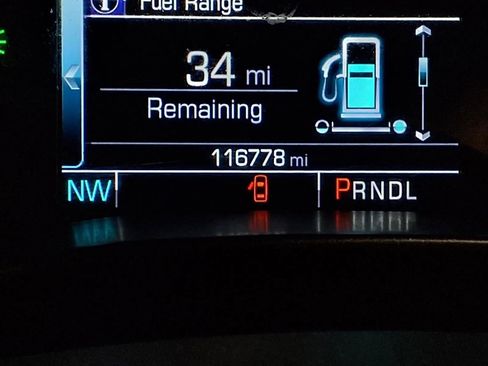 Fuel Range
34 mi
Remaining
116778 mi
NW PRNDL